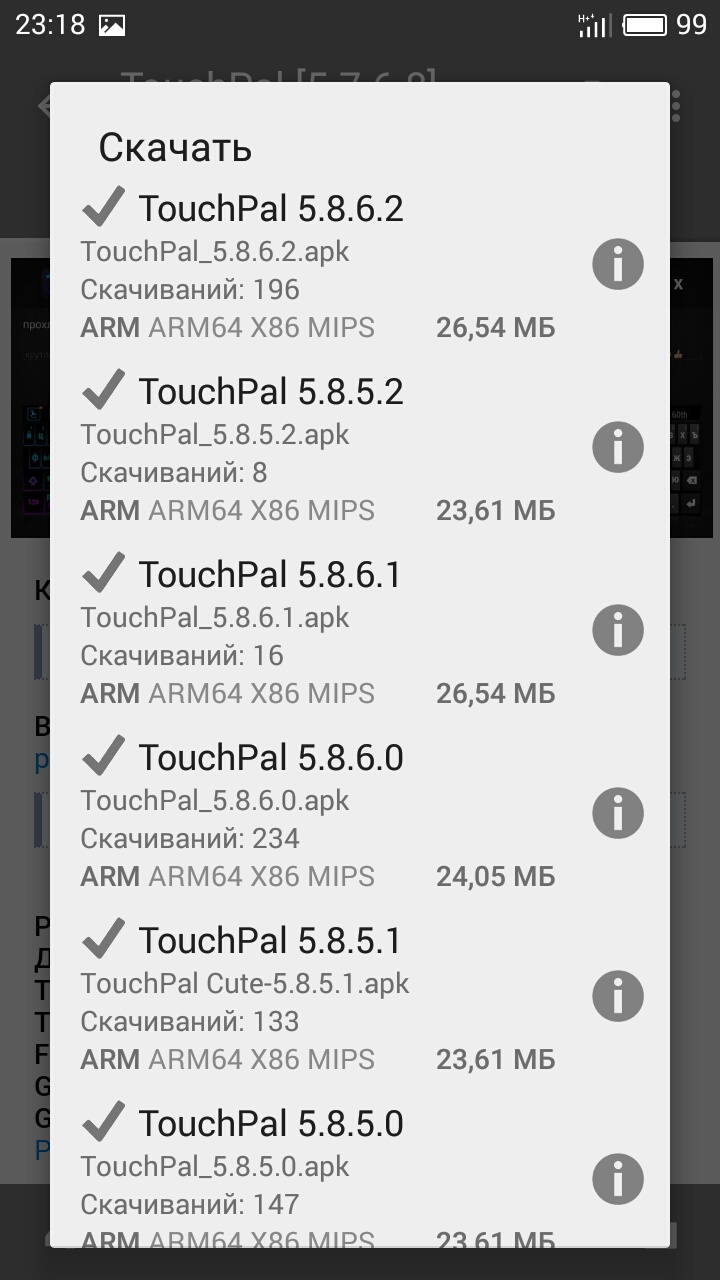 23:18
99
TouchPal [5.7.6.8]
Скачать
TouchPal 5.8.6.2
TouchPal_5.8.6.2.apk
Скачиваний: 196
ARM ARM64 X86 MIPS 26,54 МБ
TouchPal 5.8.5.2
TouchPal_5.8.5.2.apk
Скачиваний: 8
ARM ARM64 X86 MIPS 23,61 МБ
TouchPal 5.8.6.1
TouchPal_5.8.6.1.apk
Скачиваний: 16
ARM ARM64 X86 MIPS 26,54 МБ
TouchPal 5.8.6.0
TouchPal_5.8.6.0.apk
Скачиваний: 234
ARM ARM64 X86 MIPS 24,05 МБ
TouchPal 5.8.5.1
TouchPal Cute-5.8.5.1.apk
Скачиваний: 133
ARM ARM64 X86 MIPS 23,61 МБ
TouchPal 5.8.5.0
TouchPal_5.8.5.0.apk
Скачиваний: 147
ARM ARM64 X86 MIPS 23,61 МБ